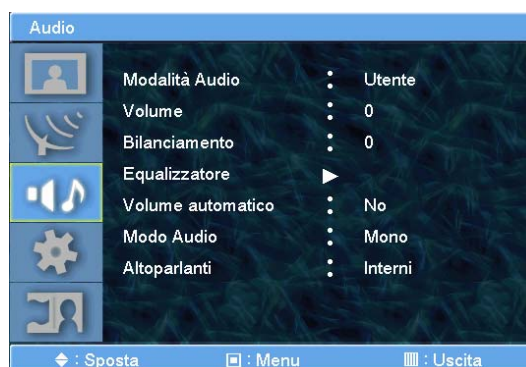 Audio
Modalità Audio : Utente
Volume : 0
Bilanciamento : 0
Equalizzatore ▶
Volume automatico : No
Modo Audio : Mono
Altoparlanti : Interni
: Sposta : Menu : Uscita